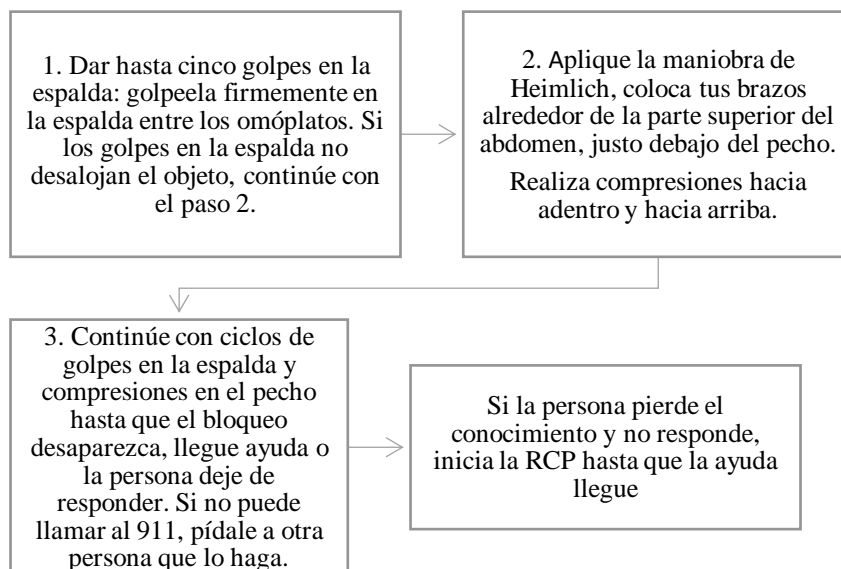 1. Dar hasta cinco golpes en la
espalda: golpeela firmemente en
la espalda entre los omóplatos. Si
los golpes en la espalda no
desalojan el objeto, continúe con
el paso 2.
2. Aplique la maniobra de
Heimlich, coloca tus brazos
alrededor de la parte superior del
abdomen, justo debajo del pecho.
Realiza compresiones hacia
adentro y hacia arriba.
3. Continúe con ciclos de
golpes en la espalda y
compresiones en el pecho
hasta que el bloqueo
desaparezca, llegue ayuda o
la persona deje de
responder. Si no puede
llamar al 911, pídale a otra
persona que lo haga.
Si la persona pierde el
conocimiento y no responde,
inicia la RCP hasta que la ayuda
llegue